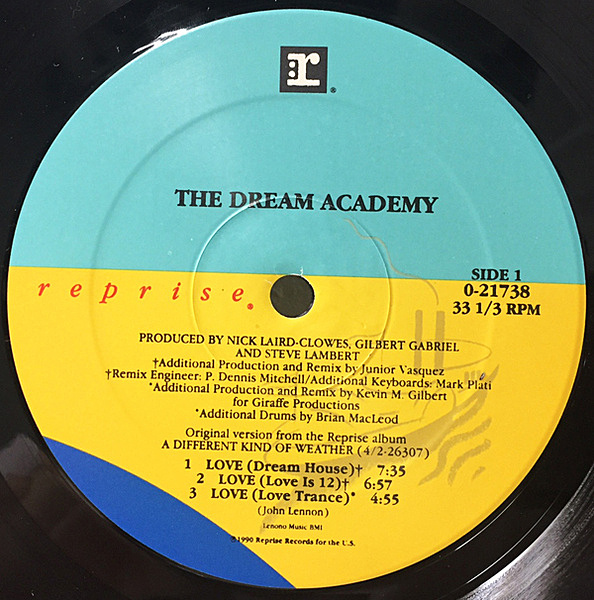 r®
THE DREAM ACADEMY
SIDE 1
0-21738
33 1/3 RPM
reprise®
PRODUCED BY NICK LAIRD-CLOWES, GILBERT GABRIEL
AND STEVE LAMBERT
†Additional Production and Remix by Junior Vasquez
†Remix Engineer: P. Dennis Mitchell/Additional Keyboards: Mark Plati
*Additional Production and Remix by Kevin M. Gilbert
for Giraffe Productions
*Additional Drums by Brian MacLeod
Original version from the Reprise album
A DIFFERENT KIND OF WEATHER (4/2-26307)
1 LOVE (Dream House)† 7:35
2 LOVE (Love Is 12)† 6:57
3 LOVE (Love Trance)* 4:55
(John Lennon)
Lenono Music BMI
℗1990 Reprise Records for the U.S.